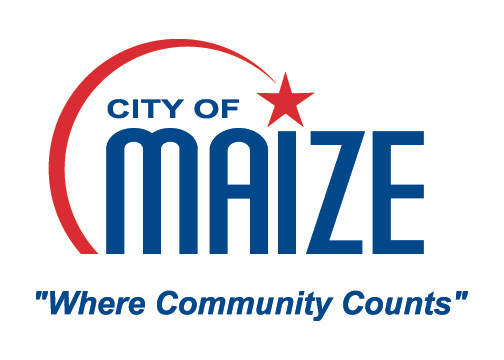 CITY OF
MAIZE
"Where Community Counts"